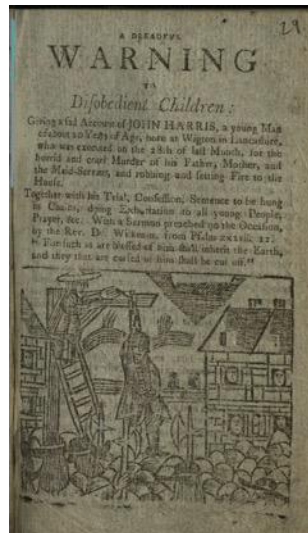 29
A DREADFUL
WARNING
TO
Disobedient Children:
Giving a sad Account of JOHN HARRIS, a young Man
of about 20 Years of Age, born at Wigton in Lancashire,
who was executed on the 28th of last Month, for the
horrid and cruel Murder of his Father, Mother, and
the Maid-Servant, and robbing and setting Fire to the
House.
Together with his Trial, Confession, Sentence to be hung
in Chains, dying Exhortation to all young People,
Prayer, &c. With a Sermon preached on the Occasion,
by the Rev. Dr. from Psalm xxxvii. 22.
" For such as are blessed of him shall inherit the Earth,
and they that are cursed of him shall be cut off."